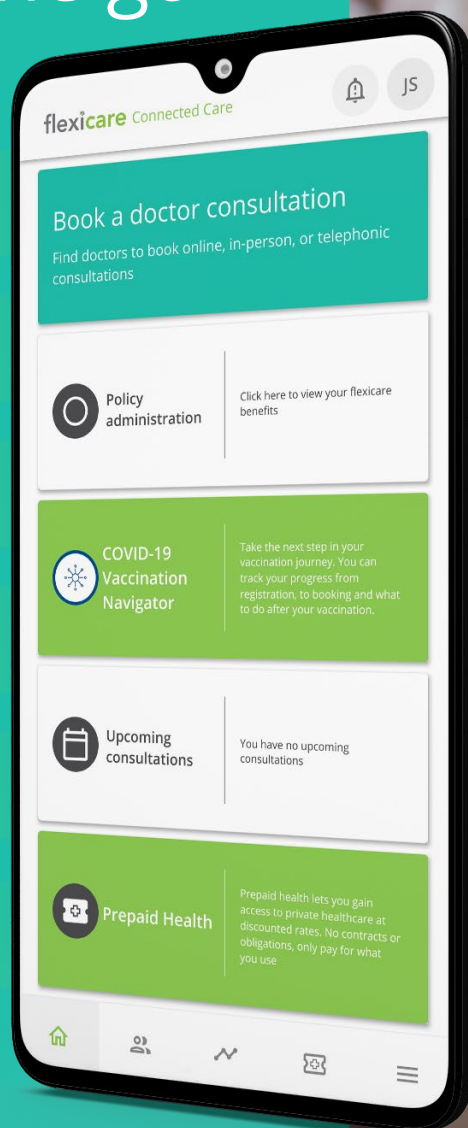 flexicare Connected Care
JS
Book a doctor consultation
Find doctors to book online, in-person, or telephonic
consultations
Policy
administration
Click here to view your flexicare
benefits
COVID-19
Vaccination
Navigator
Take the next step in your
vaccination journey. You can
track your progress from
registration, to booking and what
to do after your vaccination.
Upcoming
consultations
You have no upcoming
consultations
Prepaid Health
Prepaid health lets you gain
access to private healthcare at
discounted rates. No contracts or
obligations, only pay for what
you use